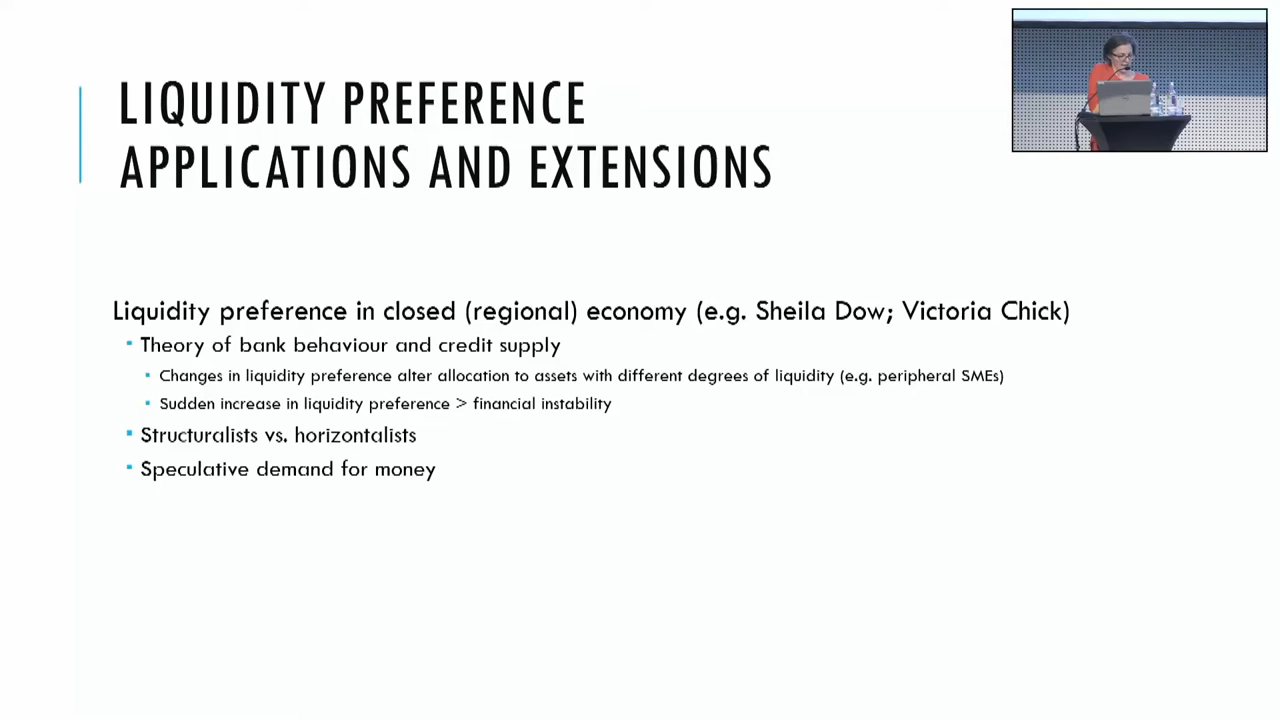 LIQUIDITY PREFERENCE
APPLICATIONS AND EXTENSIONS
Liquidity preference in closed (regional) economy (e.g. Sheila Dow; Victoria Chick)
▪ Theory of bank behaviour and credit supply
▪ Changes in liquidity preference alter allocation to assets with different degrees of liquidity (e.g. peripheral SMEs)
▪ Sudden increase in liquidity preference > financial instability
▪ Structuralists vs. horizontalists
▪ Speculative demand for money